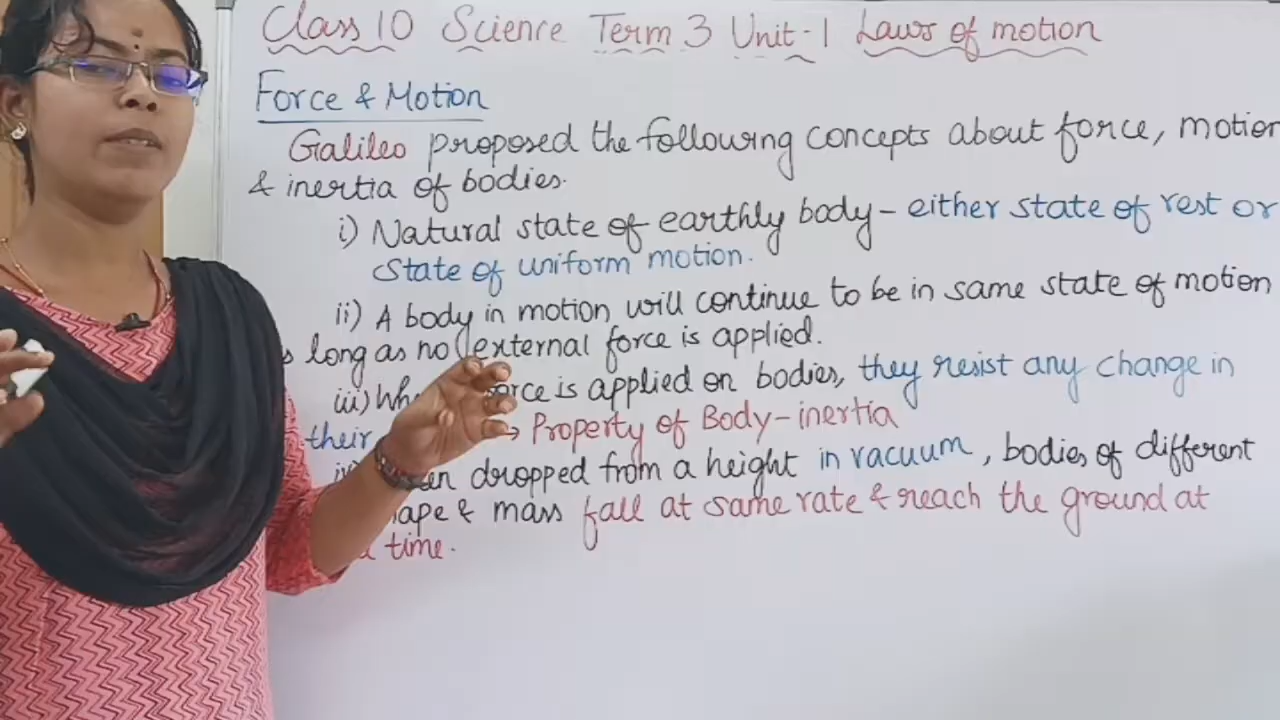 Class 10 Science Term 3 Unit-1 Laws of motion
Force & Motion
Galileo proposed the following concepts about force, motion
& inertia of bodies.
i) Natural state of earthly body - either state of rest or
state of uniform motion.
ii) A body in motion will continue to be in same state of motion
long as no external force is applied.
iii) is applied on bodies, they resist any change in
their → Property of Body - inertia
dropped from a height in vacuum, bodies of different
& mass fall at same rate & reach the ground at
time.